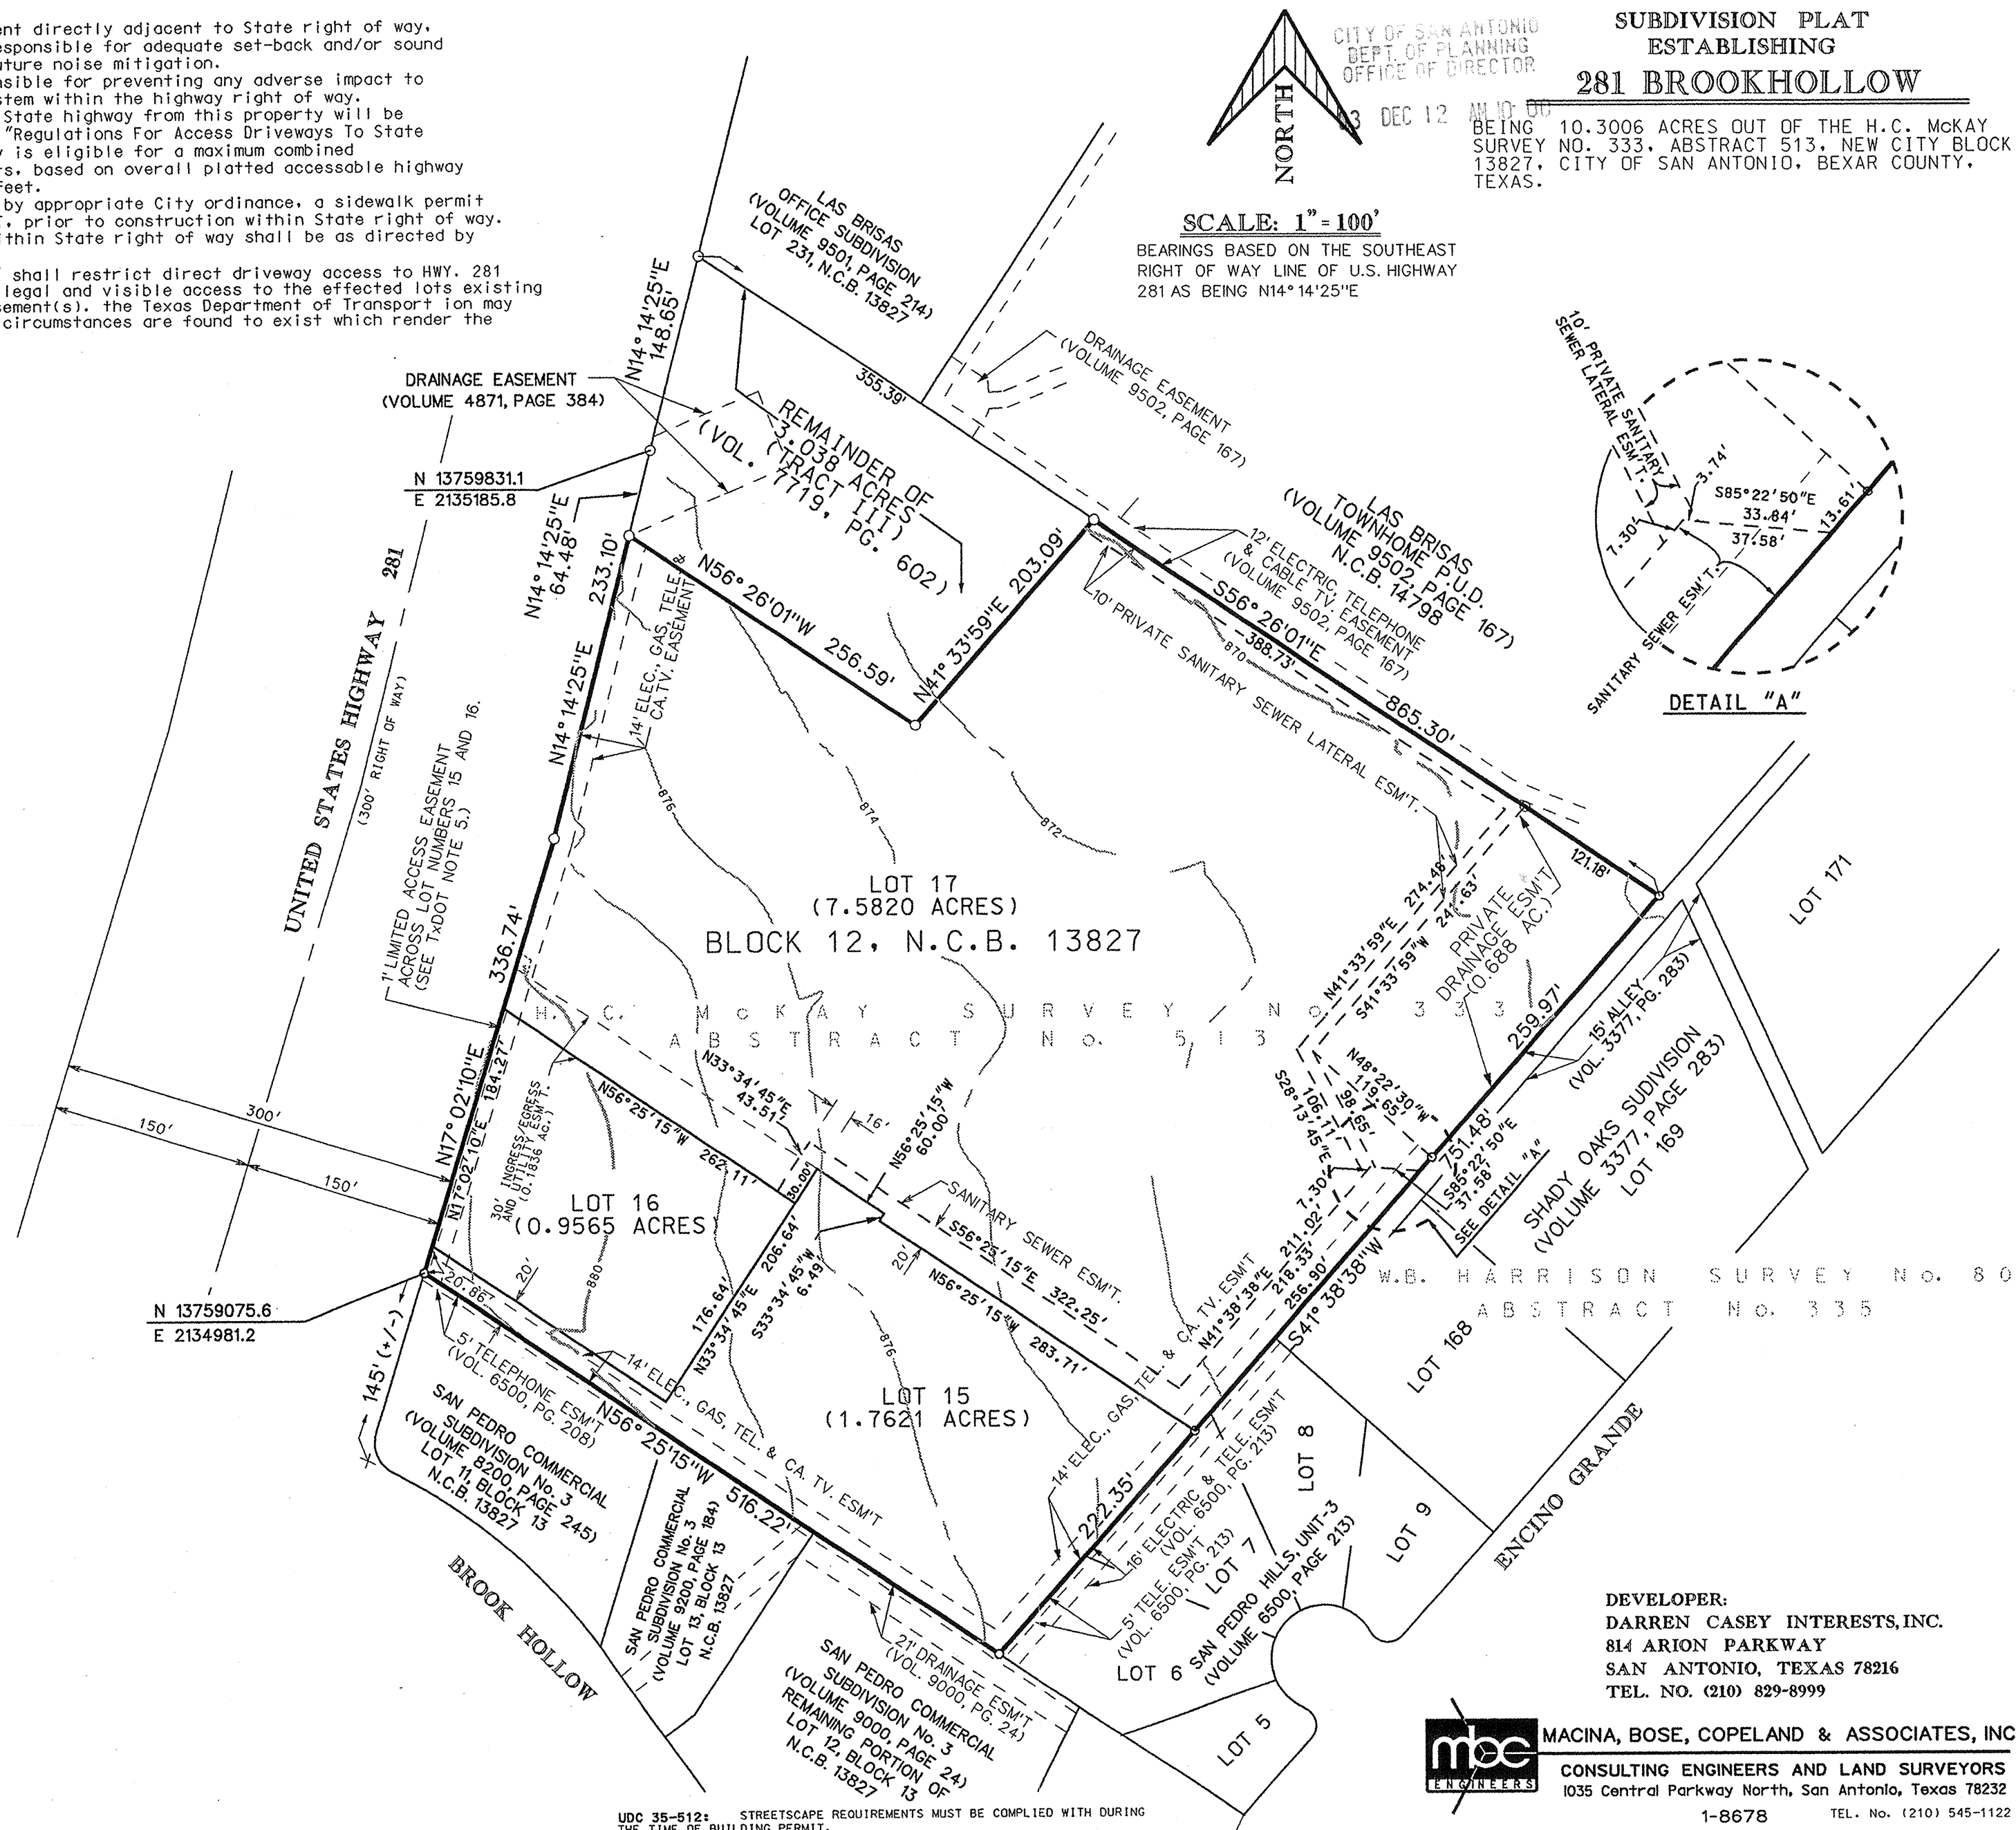 ent directly adjacent to State right of way,
esponsible for adequate set-back and/or sound
uture noise mitigation.
nsible for preventing any adverse impact to
stem within the highway right of way.
State highway from this property will be
"Regulations For Access Driveways To State
y is eligible for a maximum combined
rs, based on overall platted accessable highway
feet.
by appropriate City ordinance, a sidewalk permit
T, prior to construction within State right of way.
ithin State right of way shall be as directed by
shall restrict direct driveway access to HWY. 281
legal and visible access to the effected lots existing
sement(s), the Texas Department of Transport ion may
circumstances are found to exist which render the
NORTH
CITY OF SAN ANTONIO
DEPT. OF PLANNING
OFFICE OF DIRECTOR
03 DEC 12 AM 10: 00
SUBDIVISION PLAT
ESTABLISHING
281 BROOKHOLLOW
BEING 10.3006 ACRES OUT OF THE H.C. McKAY
SURVEY NO. 333, ABSTRACT 513, NEW CITY BLOCK
13827, CITY OF SAN ANTONIO, BEXAR COUNTY,
TEXAS.
SCALE: 1"=100'
BEARINGS BASED ON THE SOUTHEAST
RIGHT OF WAY LINE OF U.S. HIGHWAY
281 AS BEING N14°14'25"E
LAS BRISAS
OFFICE SUBDIVISION
(VOLUME 9501, PAGE 214)
LOT 231, N.C.B. 13827
N14°14'25"E
148.65'
355.39'
DRAINAGE EASEMENT
(VOLUME 9502, PAGE 167)
DRAINAGE EASEMENT
(VOLUME 4871, PAGE 384)
REMAINDER OF
3.038 ACRES
(TRACT III)
(VOL. 7719, PG. 602)
N 13759831.1
E 2135185.8
N14°14'25"E
64.48'
233.10'
N14°14'25"E
14' ELEC., GAS, TELE. &
CA.TV. EASEMENT
N56°26'01"W 256.59'
N41°33'59"E 203.09'
LAS BRISAS
TOWNHOME P.U.D.
(VOLUME 9502, PAGE 167)
N.C.B. 14798
12' ELECTRIC, TELEPHONE
& CABLE TV. EASEMENT
(VOLUME 9502, PAGE 167)
S56°26'01"E
865.30'
388.73'
870
10' PRIVATE SANITARY SEWER LATERAL ESM'T.
10' PRIVATE SANITARY
SEWER LATERAL ESM'T.
3.74'
S85°22'50"E
33.84'
37.58'
13.61'
7.30'
SANITARY SEWER ESM'T.
DETAIL "A"
UNITED STATES HIGHWAY 281
(300' RIGHT OF WAY)
1' LIMITED ACCESS EASEMENT
ACROSS LOT NUMBERS 15 AND 16.
(SEE TxDOT NOTE 5.)
876
874
872
LOT 17
(7.5820 ACRES)
BLOCK 12, N.C.B. 13827
H. C. McKAY SURVEY No. 333
ABSTRACT No. 513
N41°33'59"E 274.48'
S41°33'59"W 241.63'
PRIVATE
DRAINAGE ESM'T
(0.688 AC.)
121.18'
259.97'
LOT 171
15' ALLEY
(VOL. 3377, PG. 283)
SHADY OAKS SUDIVISION
(VOLUME 3377, PAGE 283)
LOT 169
336.74'
N17°02'10"E
N17°02'10"E 184.27'
300'
150'
150'
30' INGRESS/EGRESS
AND UTILITY ESM'T.
(0.1836 Ac.)
N56°25'15"W 262.11'
N33°34'45"E
43.51'
16'
N56°25'15"W
60.00'
30.00'
LOT 16
(0.9565 ACRES)
880
176.64'
N33°34'45"E 206.64'
S33°34'45"W
6.49'
SANITARY SEWER ESM'T.
S56°25'15"E 322.25'
20'
N56°25'15"W 283.71'
N48°22'30"W
119.65'
98.65'
106.17'
S28°13'45"E
7.30'
751.48'
S85°22'50"E
37.58'
SEE DETAIL "A"
N41°38'38"E 211.02'
218.33'
256.90'
S41°38'38"W
W.B. HARRISON SURVEY No. 80
ABSTRACT No. 335
N 13759075.6
E 2134981.2
20.86'
20'
145' (+/-)
5' TELEPHONE ESM'T
(VOL. 6500, PG. 208)
14' ELEC., GAS, TEL. & CA. TV. ESM'T
N56°25'15"W 516.22'
876
LOT 15
(1.7621 ACRES)
14' ELEC., GAS, TEL. & CA. TV. ESM'T
222.35'
16' ELECTRIC & TELE. ESM'T
(VOL. 6500, PG. 213)
5' TELE. ESM'T
(VOL. 6500, PG. 213)
SAN PEDRO COMMERCIAL
SUBDIVISION No. 3
(VOLUME 8200, PAGE 245)
LOT 11, BLOCK 13
N.C.B. 13827
SAN PEDRO COMMERCIAL
SUBDIVISION No. 3
(VOLUME 9200, PAGE 184)
LOT 13, BLOCK 13
N.C.B. 13827
BROOK HOLLOW
21' DRAINAGE ESM'T
(VOL. 9000, PG. 24)
SAN PEDRO COMMERCIAL
SUBDIVISION No. 3
(VOLUME 9000, PAGE 24)
REMAINING PORTION OF
LOT 12, BLOCK 13
N.C.B. 13827
LOT 168
LOT 8
LOT 9
LOT 7
LOT 6
LOT 5
SAN PEDRO HILLS, UNIT-3
(VOLUME 6500, PAGE 213)
ENCINO GRANDE
DEVELOPER:
DARREN CASEY INTERESTS, INC.
814 ARION PARKWAY
SAN ANTONIO, TEXAS 78216
TEL. NO. (210) 829-8999
mbc
ENGINEERS
MACINA, BOSE, COPELAND & ASSOCIATES, INC
CONSULTING ENGINEERS AND LAND SURVEYORS
1035 Central Parkway North, San Antonio, Texas 78232
1-8678 TEL. No. (210) 545-1122
UDC 35-512: STREETSCAPE REQUIREMENTS MUST BE COMPLIED WITH DURING
THE TIME OF BUILDING PERMIT.